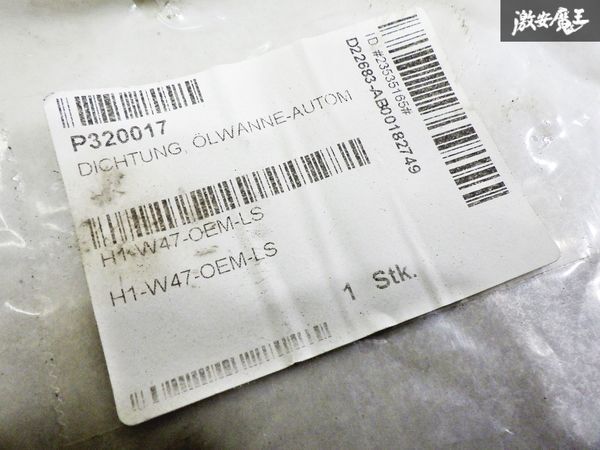 激安魔王
P320017
DICHTUNG, ÖLWANNE-AUTOM
H1-W47-OEM-LS
H1-W47-OEM-LS
1 Stk.
ID #23535165#
D22683-AB00182749